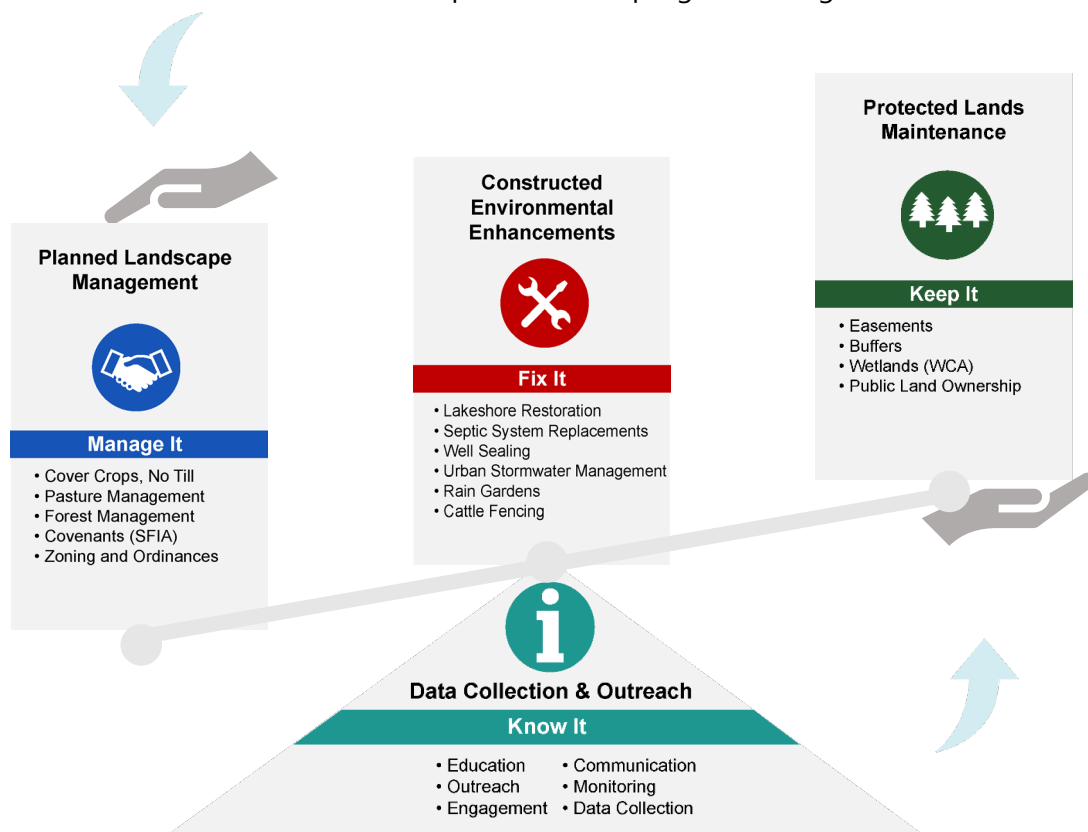 Planned Landscape
Management
Manage It
• Cover Crops, No Till
• Pasture Management
• Forest Management
• Covenants (SFIA)
• Zoning and Ordinances
Constructed
Environmental
Enhancements
Fix It
• Lakeshore Restoration
• Septic System Replacements
• Well Sealing
• Urban Stormwater Management
• Rain Gardens
• Cattle Fencing
Protected Lands
Maintenance
Keep It
• Easements
• Buffers
• Wetlands (WCA)
• Public Land Ownership
Data Collection & Outreach
Know It
• Education
• Outreach
• Engagement
• Communication
• Monitoring
• Data Collection